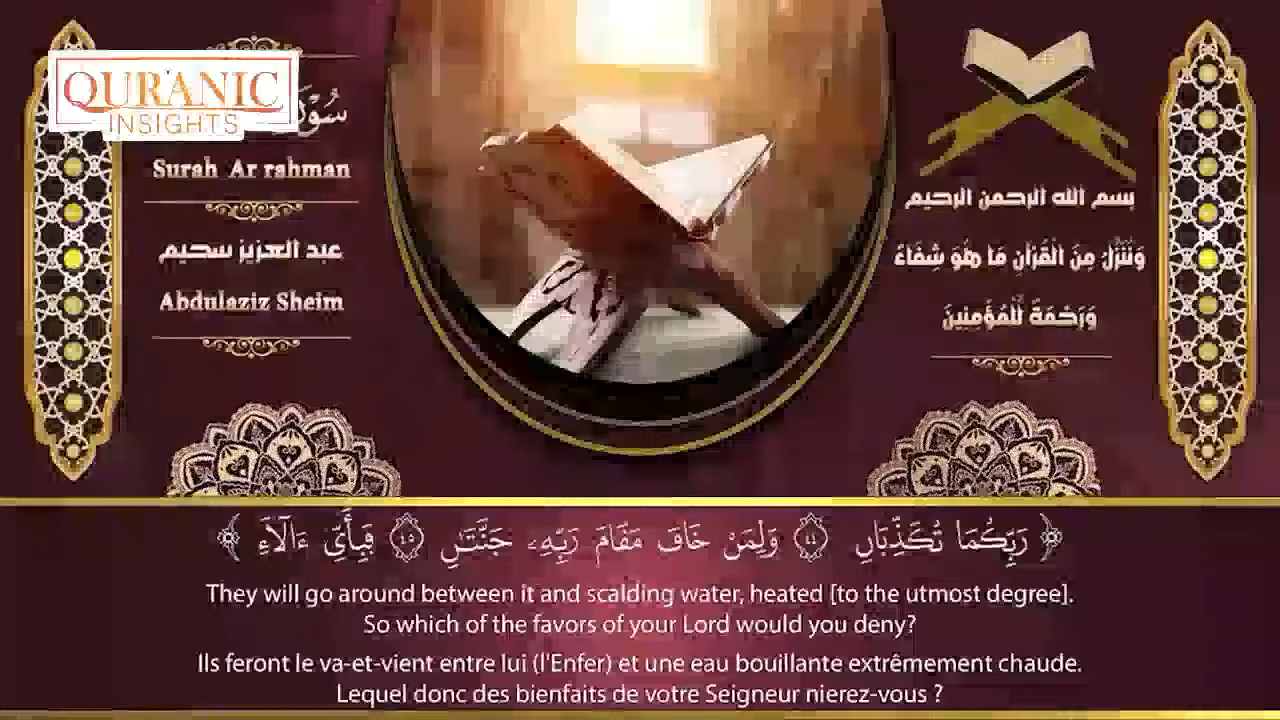 QURANIC
INSIGHTS
Surah Ar rahman
عبد العزيز سحيم
Abdulaziz Sheim
بسم الله الرحمن الرحيم
وَنُنَزِّلُ مِنَ الْقُرْآنِ مَا هُوَ شِفَاءٌ
وَرَحْمَةٌ لِّلْمُؤْمِنِينَ
رَبِّكُمَا تُكَذِّبَانِ ٤٤ وَلِمَنْ خَافَ مَقَامَ رَبِّهِۦ جَنَّتَانِ ٤٥ فَبِأَىِّ ءَالَآءِ
They will go around between it and scalding water, heated [to the utmost degree].
So which of the favors of your Lord would you deny?
Ils feront le va-et-vient entre lui (l'Enfer) et une eau bouillante extrêmement chaude.
Lequel donc des bienfaits de votre Seigneur nierez-vous ?